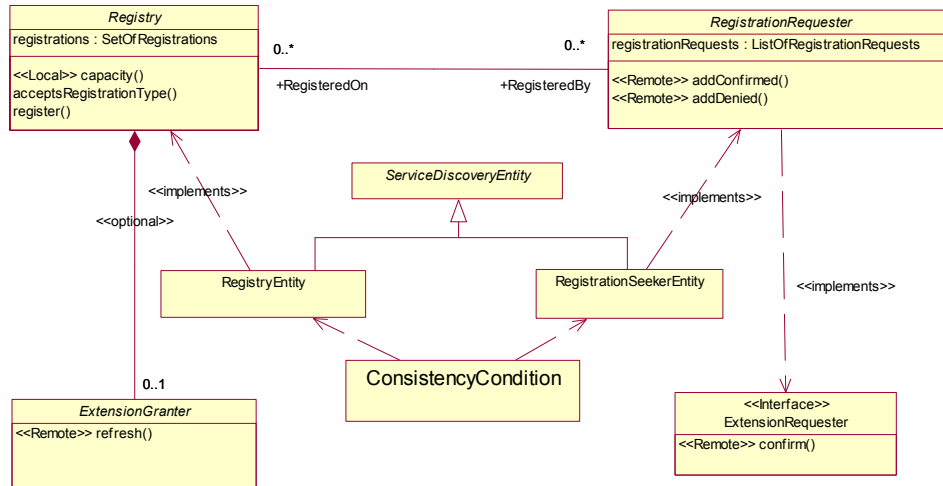 Registry
registrations : SetOfRegistrations
<<Local>> capacity()
acceptsRegistrationType()
register()
0..*
0..*
+RegisteredOn
+RegisteredBy
RegistrationRequester
registrationRequests : ListOfRegistrationRequests
<<Remote>> addConfirmed()
<<Remote>> addDenied()
<<implements>>
ServiceDiscoveryEntity
<<implements>>
<<optional>>
RegistryEntity
RegistrationSeekerEntity
<<implements>>
ConsistencyCondition
0..1
ExtensionGranter
<<Remote>> refresh()
<<Interface>>
ExtensionRequester
<<Remote>> confirm()